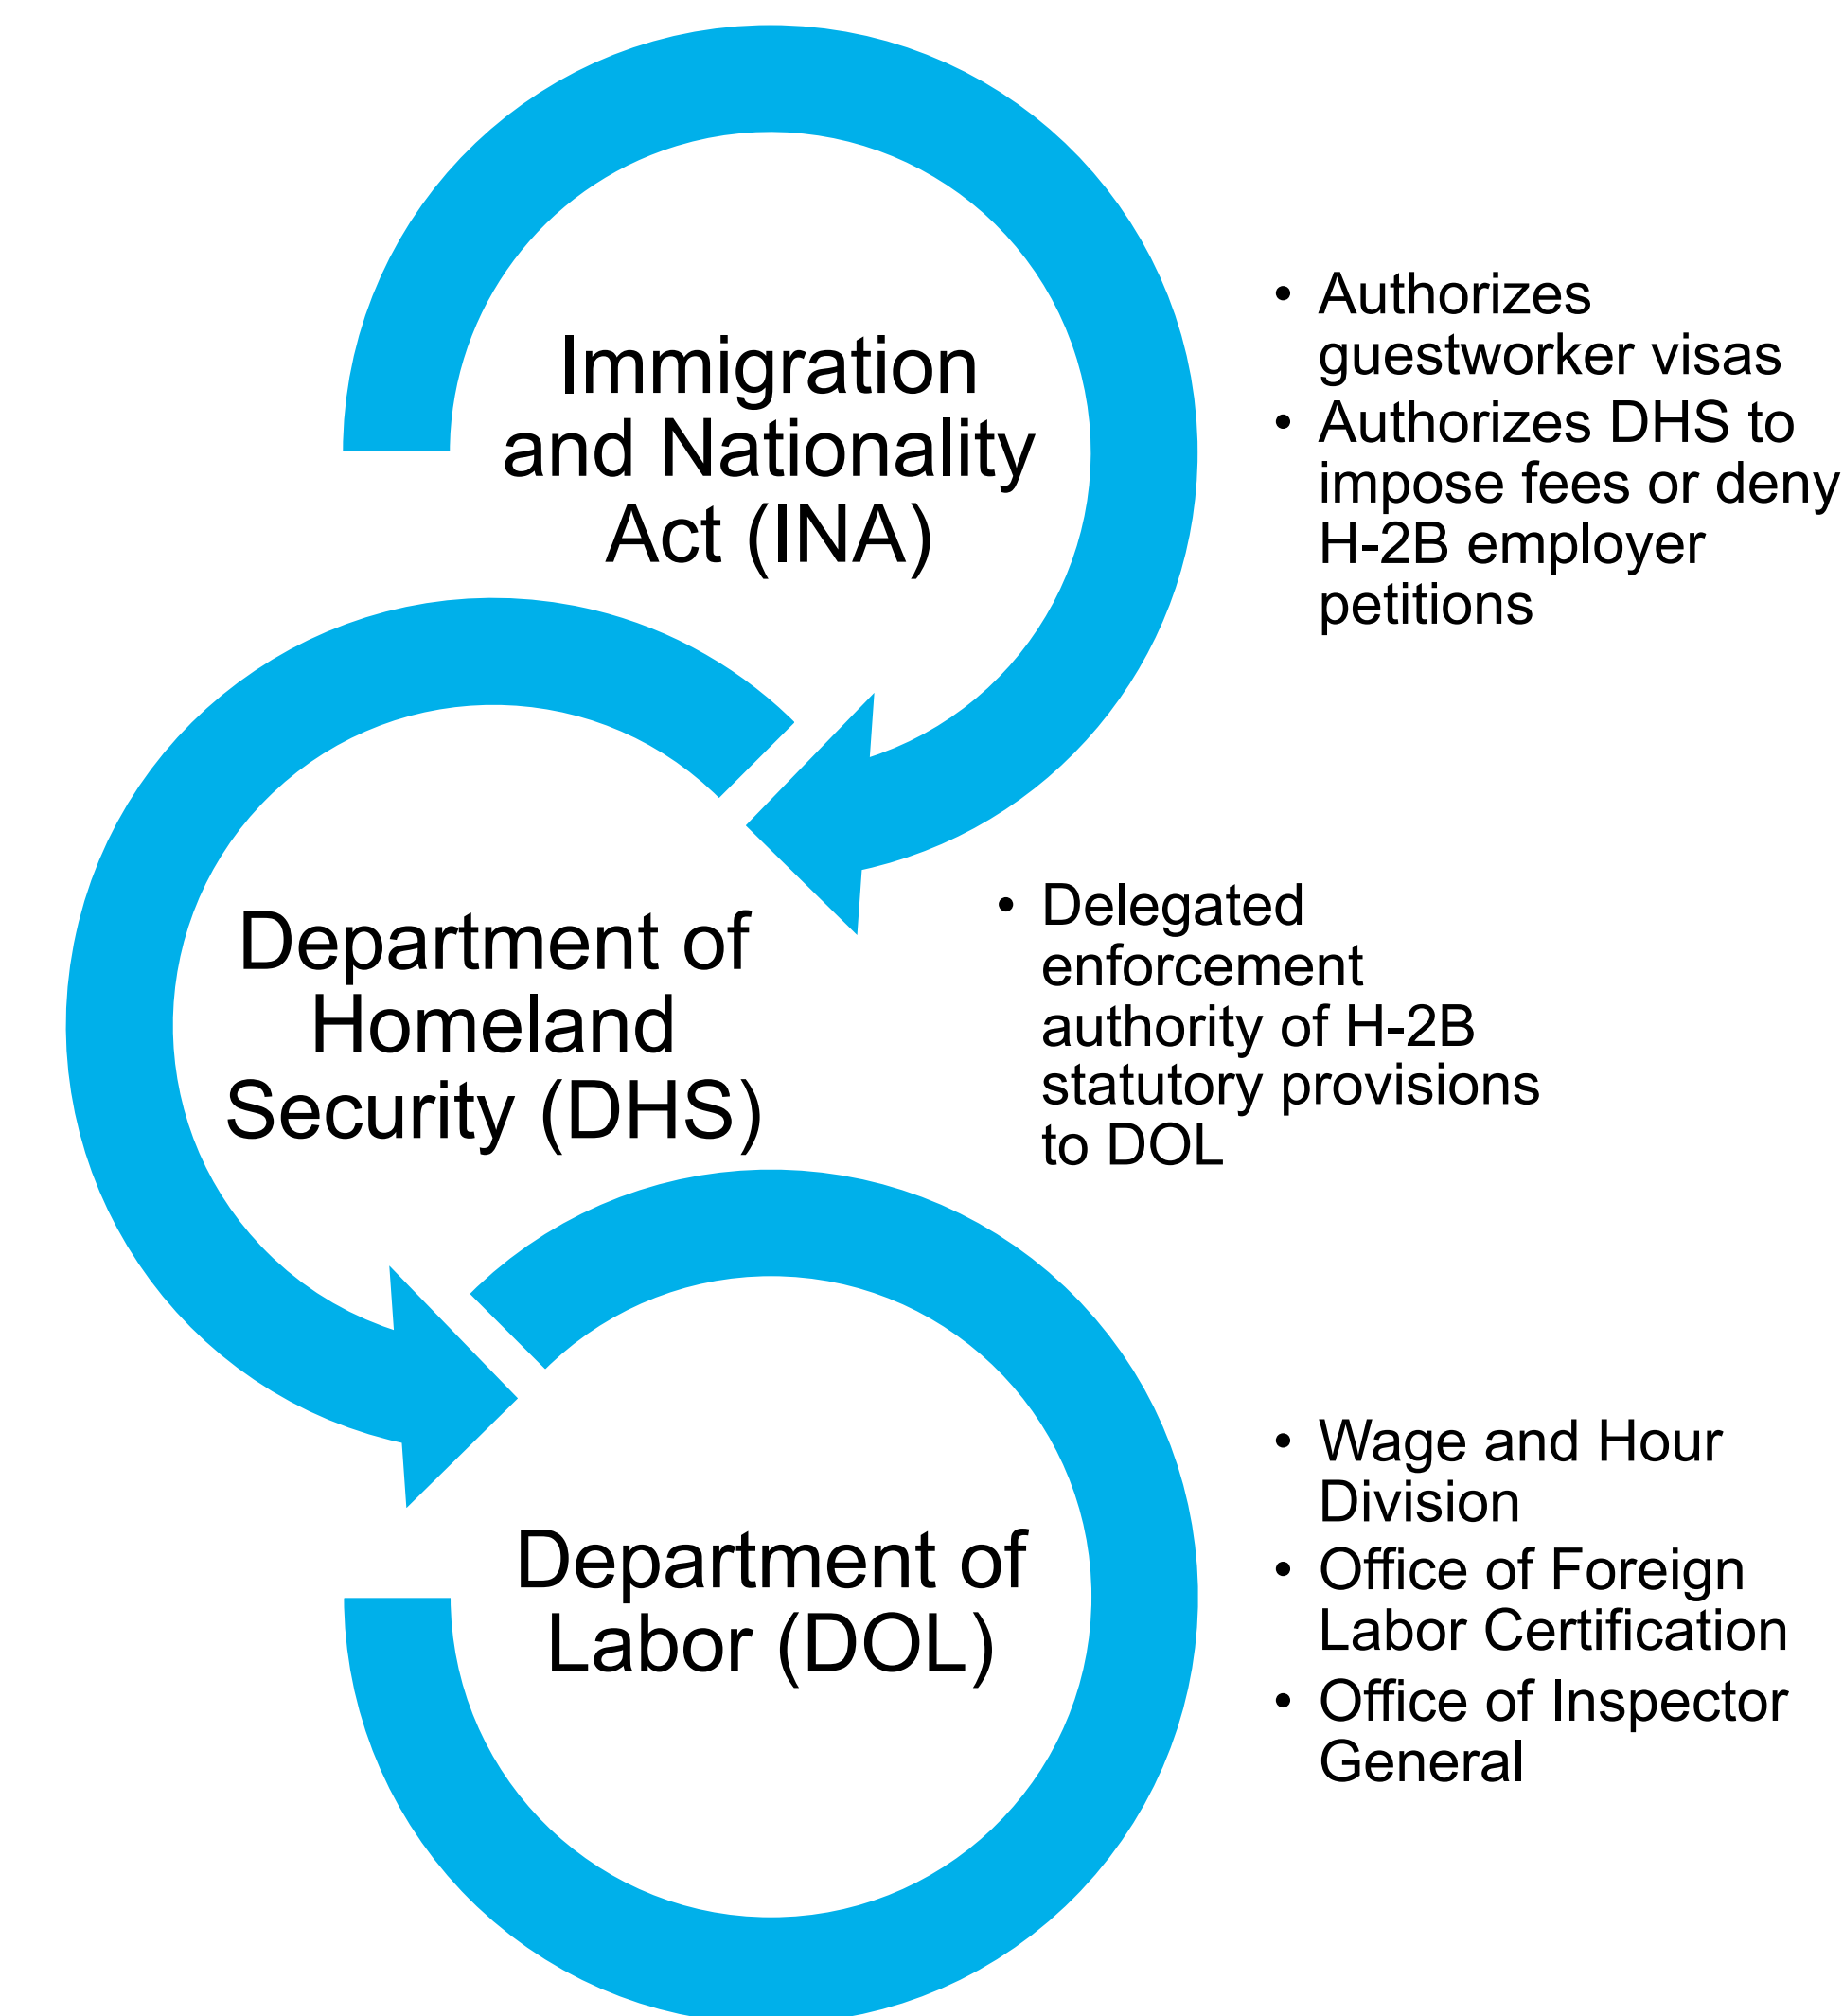 Immigration
and Nationality
Act (INA)
• Authorizes
guestworker visas
• Authorizes DHS to
impose fees or deny
H-2B employer
petitions
Department of
Homeland
Security (DHS)
• Delegated
enforcement
authority of H-2B
statutory provisions
to DOL
Department of
Labor (DOL)
• Wage and Hour
Division
• Office of Foreign
Labor Certification
• Office of Inspector
General